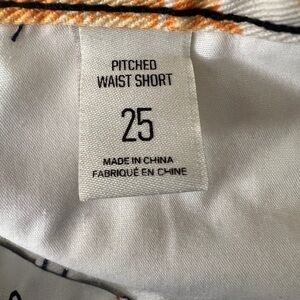 PITCHED
WAIST SHORT
25
MADE IN CHINA
FABRIQUÉ EN CHINE